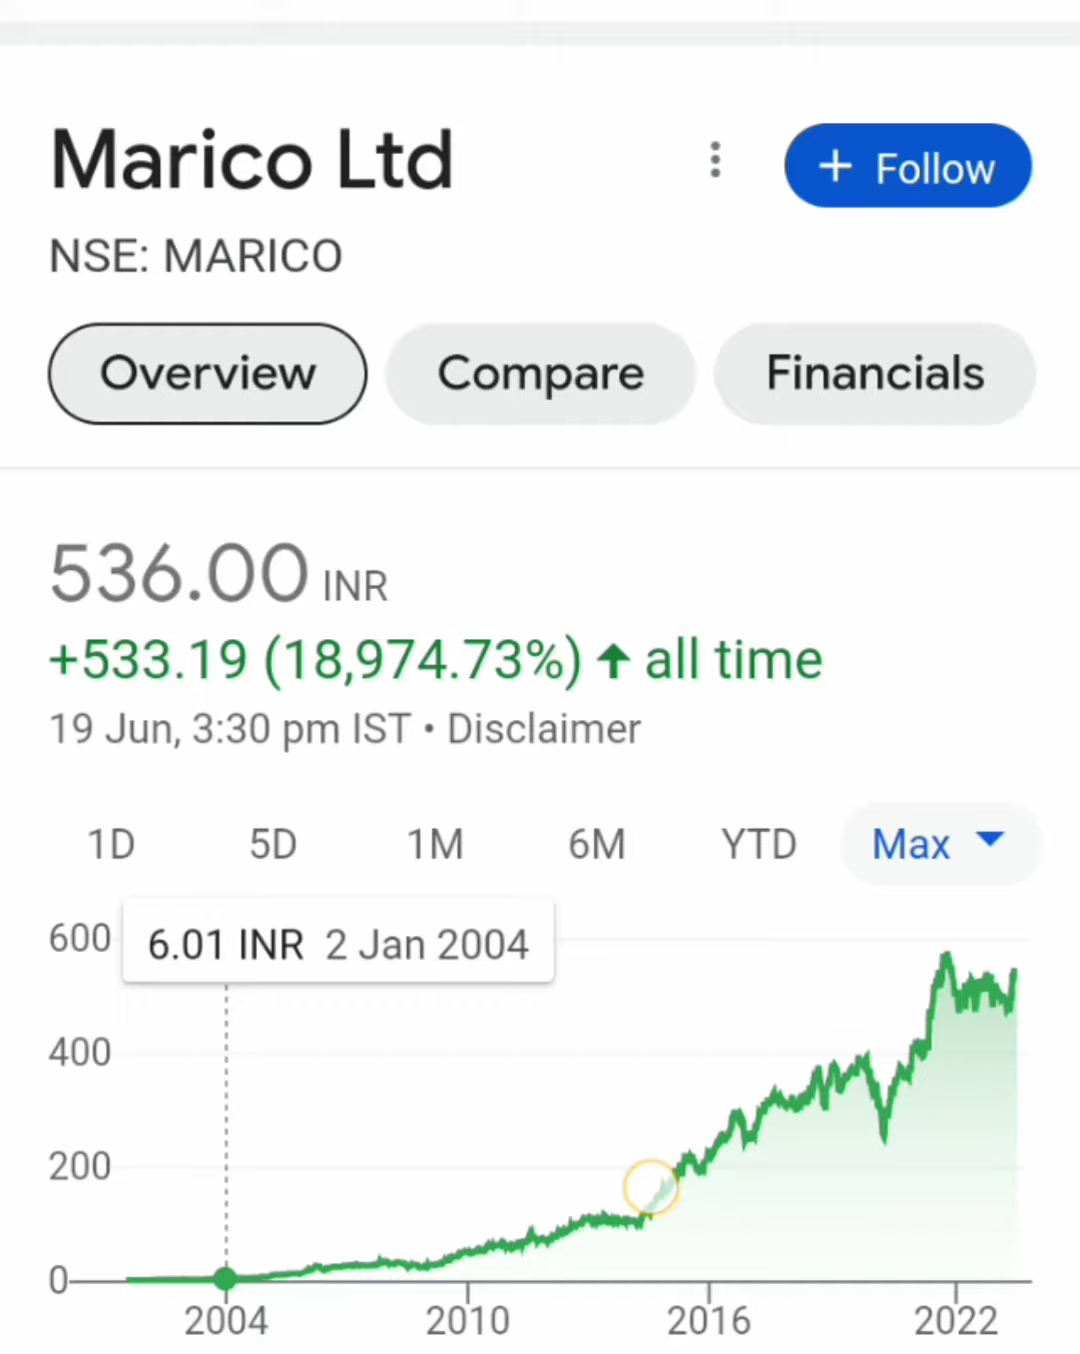 Marico Ltd
+ Follow
NSE: MARICO
Overview
Compare
Financials
536.00 INR
+533.19 (18,974.73%) ↑ all time
19 Jun, 3:30 pm IST • Disclaimer
1D 5D 1M 6M YTD Max
6.01 INR 2 Jan 2004
600
400
200
0
2004 2010 2016 2022